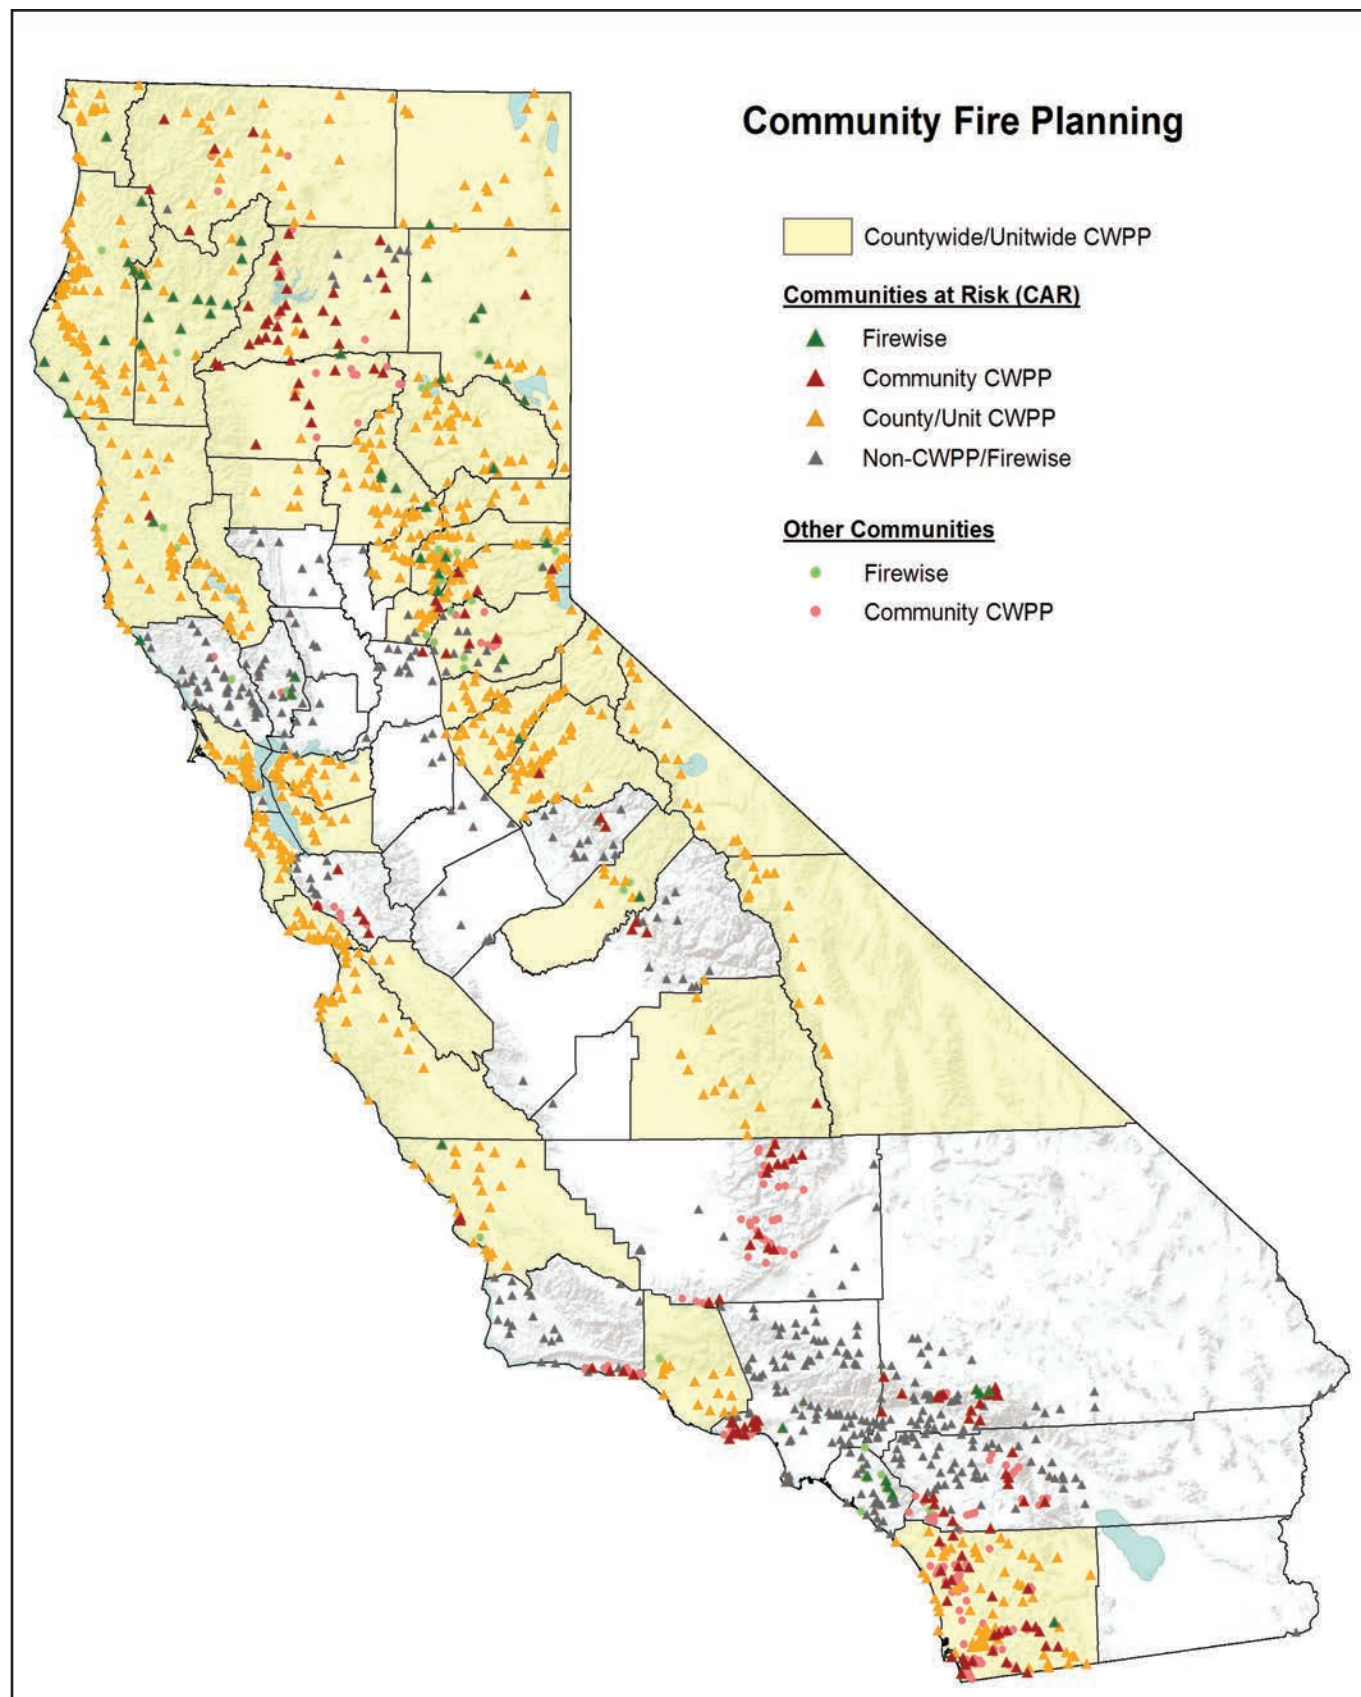 Community Fire Planning
Countywide/Unitwide CWPP
Communities at Risk (CAR)
Firewise
Community CWPP
County/Unit CWPP
Non-CWPP/Firewise
Other Communities
Firewise
Community CWPP